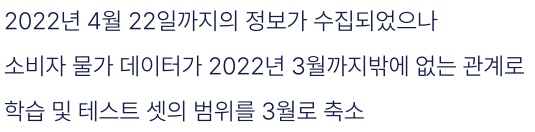 2022년 4월 22일까지의 정보가 수집되었으나
소비자 물가 데이터가 2022년 3월까지밖에 없는 관계로
학습 및 테스트 셋의 범위를 3월로 축소